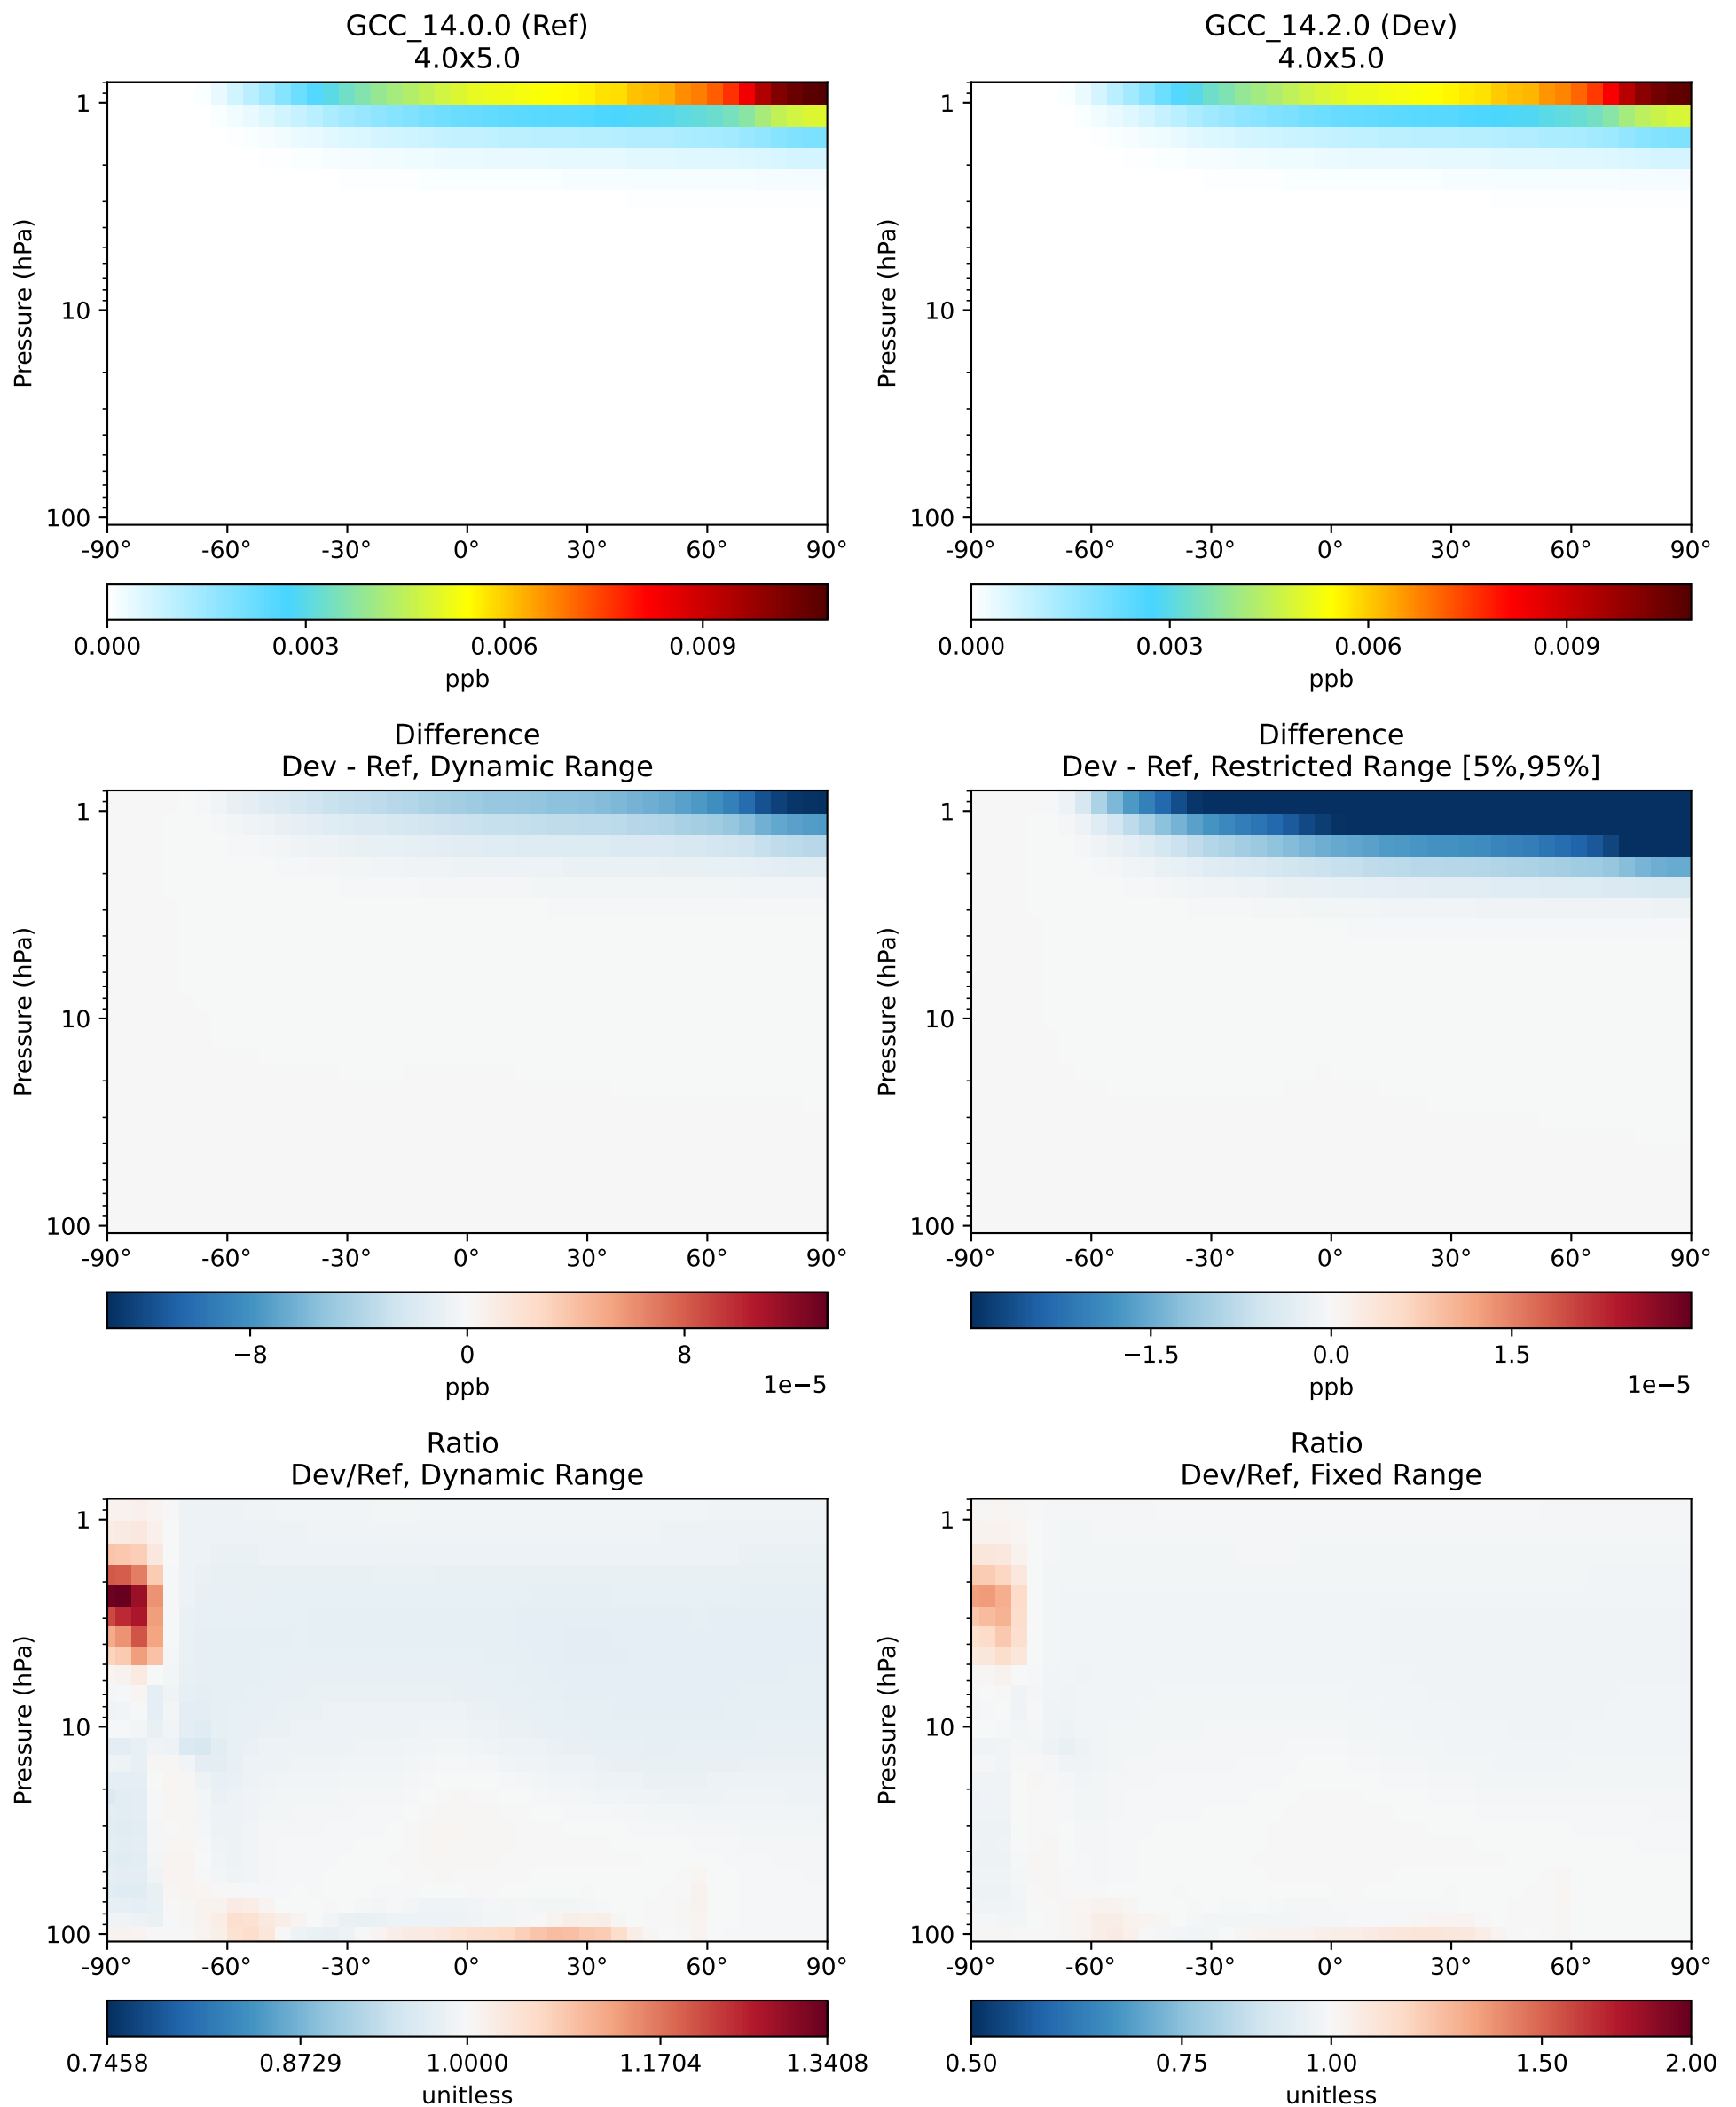 GCC_14.0.0 (Ref)
4.0x5.0
GCC_14.2.0 (Dev)
4.0x5.0
Pressure (hPa)
1
10
100
-90° -60° -30° 0° 30° 60° 90°
Pressure (hPa)
1
10
100
-90° -60° -30° 0° 30° 60° 90°
0.000 0.003 0.006 0.009
ppb
0.000 0.003 0.006 0.009
ppb
Difference
Dev - Ref, Dynamic Range
Difference
Dev - Ref, Restricted Range [5%,95%]
Pressure (hPa)
1
10
100
-90° -60° -30° 0° 30° 60° 90°
Pressure (hPa)
1
10
100
-90° -60° -30° 0° 30° 60° 90°
−8 0 8
1e−5
ppb
−1.5 0.0 1.5
1e−5
ppb
Ratio
Dev/Ref, Dynamic Range
Ratio
Dev/Ref, Fixed Range
Pressure (hPa)
1
10
100
-90° -60° -30° 0° 30° 60° 90°
Pressure (hPa)
1
10
100
-90° -60° -30° 0° 30° 60° 90°
0.7458 0.8729 1.0000 1.1704 1.3408
unitless
0.50 0.75 1.00 1.50 2.00
unitless